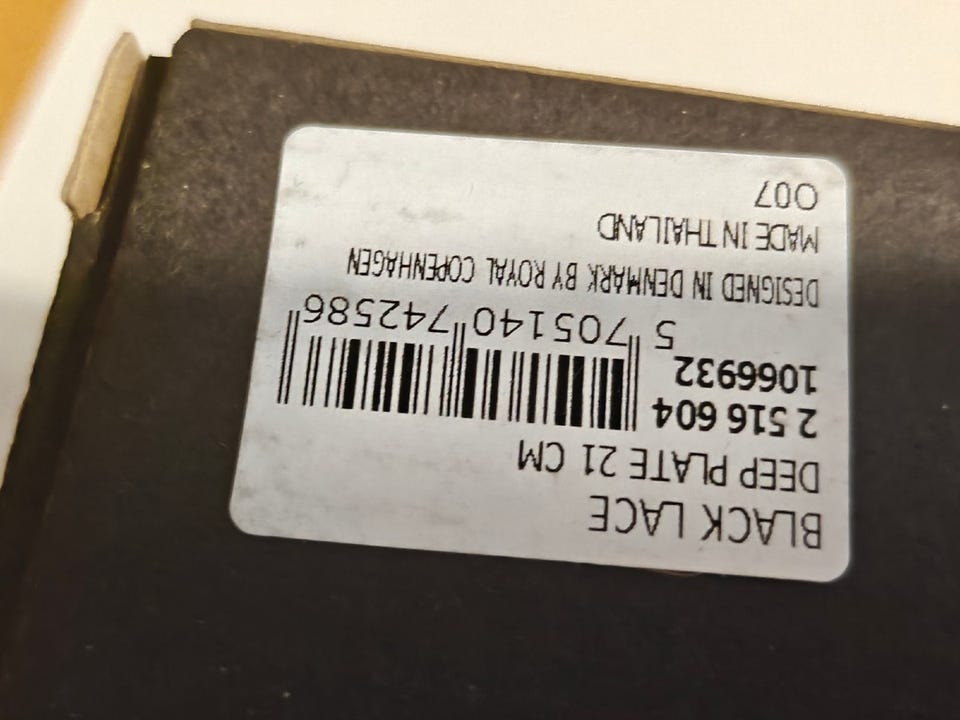 BLACK LACE
DEEP PLATE 21 CM
2 516 604
1066932
5 705140 742586
DESIGNED IN DENMARK BY ROYAL COPENHAGEN
MADE IN THAILAND
O07